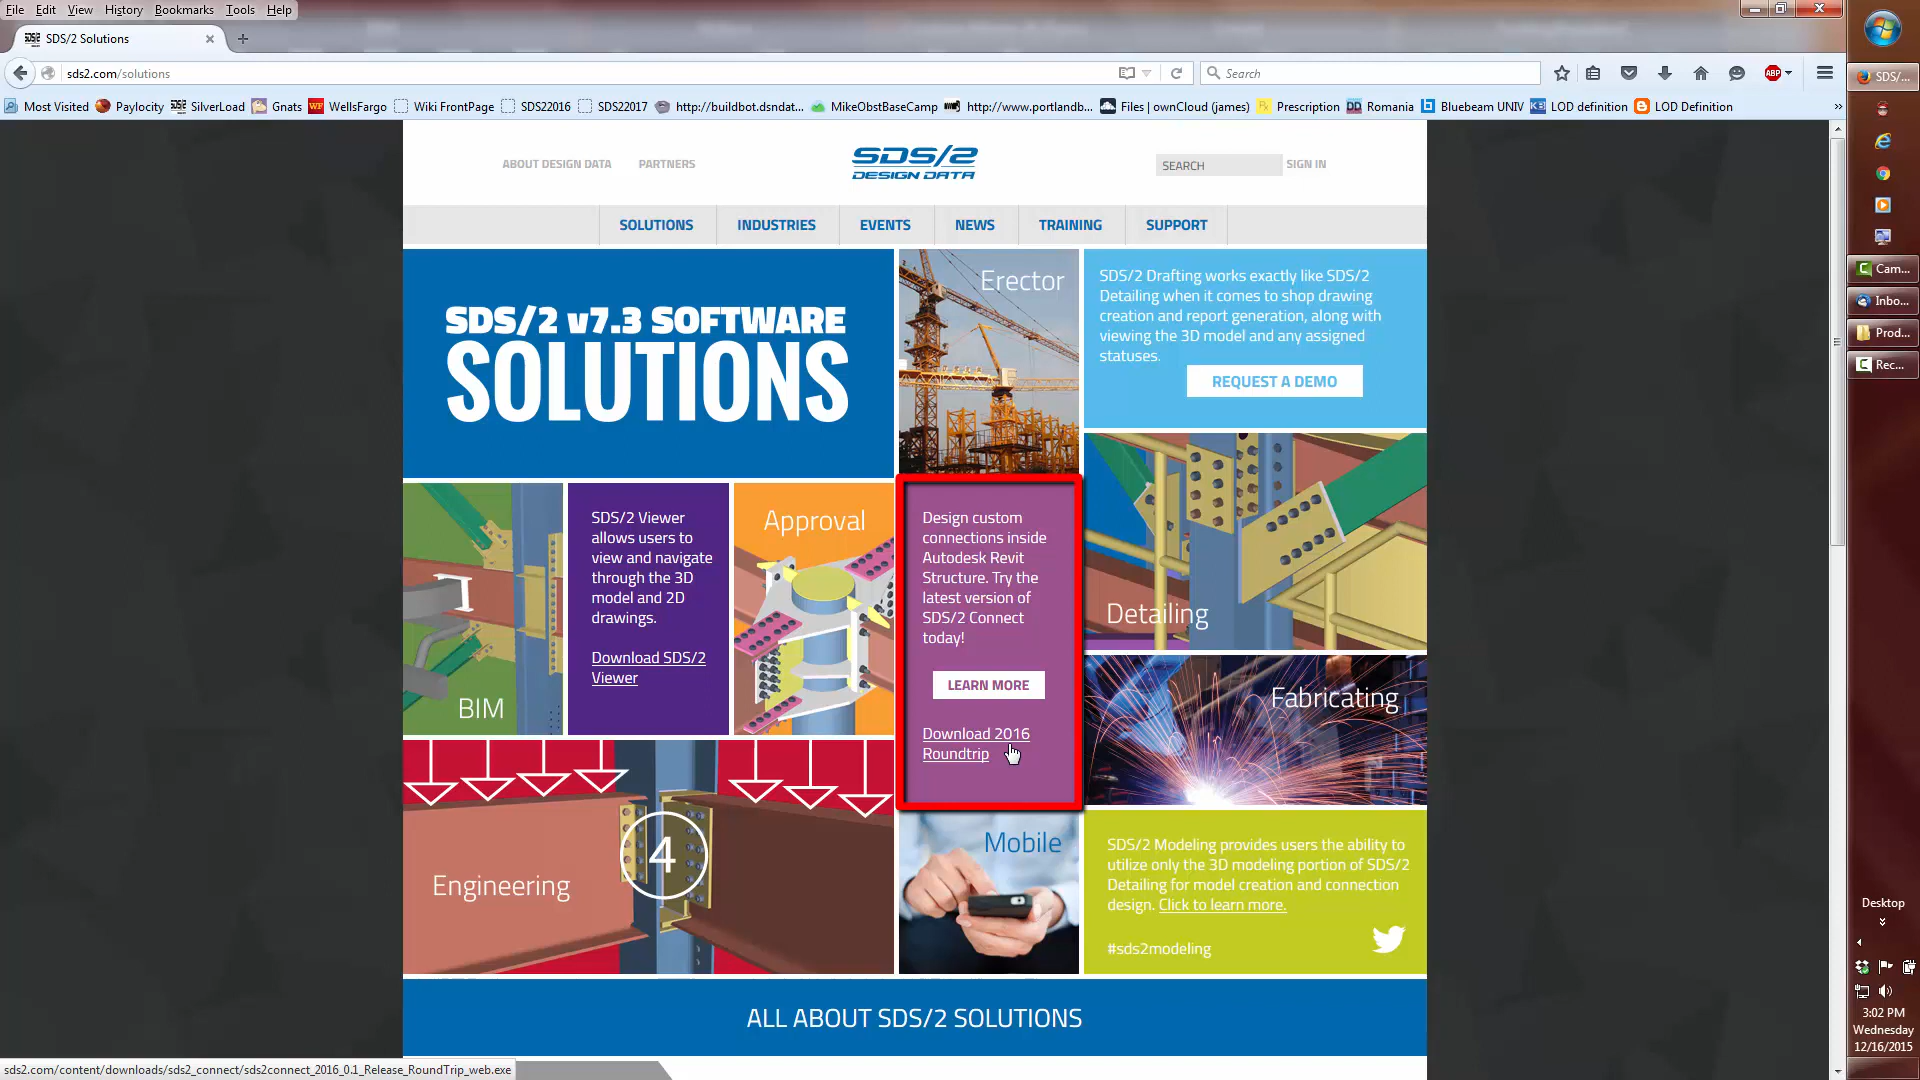 File Edit View History Bookmarks Tools Help
SDS/2 Solutions
sds2.com/solutions
Search
ABP
Most Visited Paylocity SilverLoad Gnats WF WellsFargo Wiki FrontPage SDS22016 SDS22017 http://buildbot.dsndat... MikeObstBaseCamp http://www.portlandb... Files | ownCloud (james) Prescription DD Romania Bluebeam UNIV KB LOD definition LOD Definition
ABOUT DESIGN DATA PARTNERS
SDS/2
DESIGN DATA
SEARCH SIGN IN
SOLUTIONS INDUSTRIES EVENTS NEWS TRAINING SUPPORT
SDS/2 v7.3 SOFTWARE
SOLUTIONS
Erector
SDS/2 Drafting works exactly like SDS/2
Detailing when it comes to shop drawing
creation and report generation, along with
viewing the 3D model and any assigned
statuses.
REQUEST A DEMO
BIM
SDS/2 Viewer
allows users to
view and navigate
through the 3D
model and 2D
drawings.
Download SDS/2
Viewer
Approval
Design custom
connections inside
Autodesk Revit
Structure. Try the
latest version of
SDS/2 Connect
today!
LEARN MORE
Download 2016
Roundtrip
Detailing
Fabricating
Engineering
4
Mobile
SDS/2 Modeling provides users the ability to
utilize only the 3D modeling portion of SDS/2
Detailing for model creation and connection
design. Click to learn more.
#sds2modeling
ALL ABOUT SDS/2 SOLUTIONS
sds2.com/content/downloads/sds2_connect/sds2connect_2016_0.1_Release_RoundTrip_web.exe
SDS/...
Cam...
Inbo...
Prod...
Rec...
Desktop
3:02 PM
Wednesday
12/16/2015